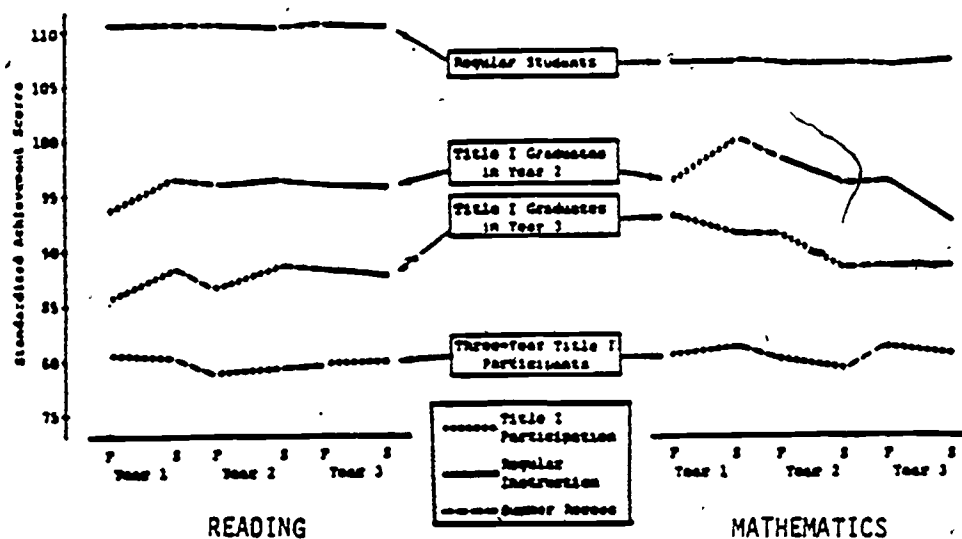 Standardized Achievement Scores
110
105
100
95
90
85
80
75
Regular Students
Title I Graduates
in Year 2
Title I Graduates
in Year 3
Three-Year Title I
Participants
F S F S F S
Year 1 Year 2 Year 3
F S F S F S
Year 1 Year 2 Year 3
Title I
Participation
Regular
Instruction
Summer Recess
READING
MATHEMATICS